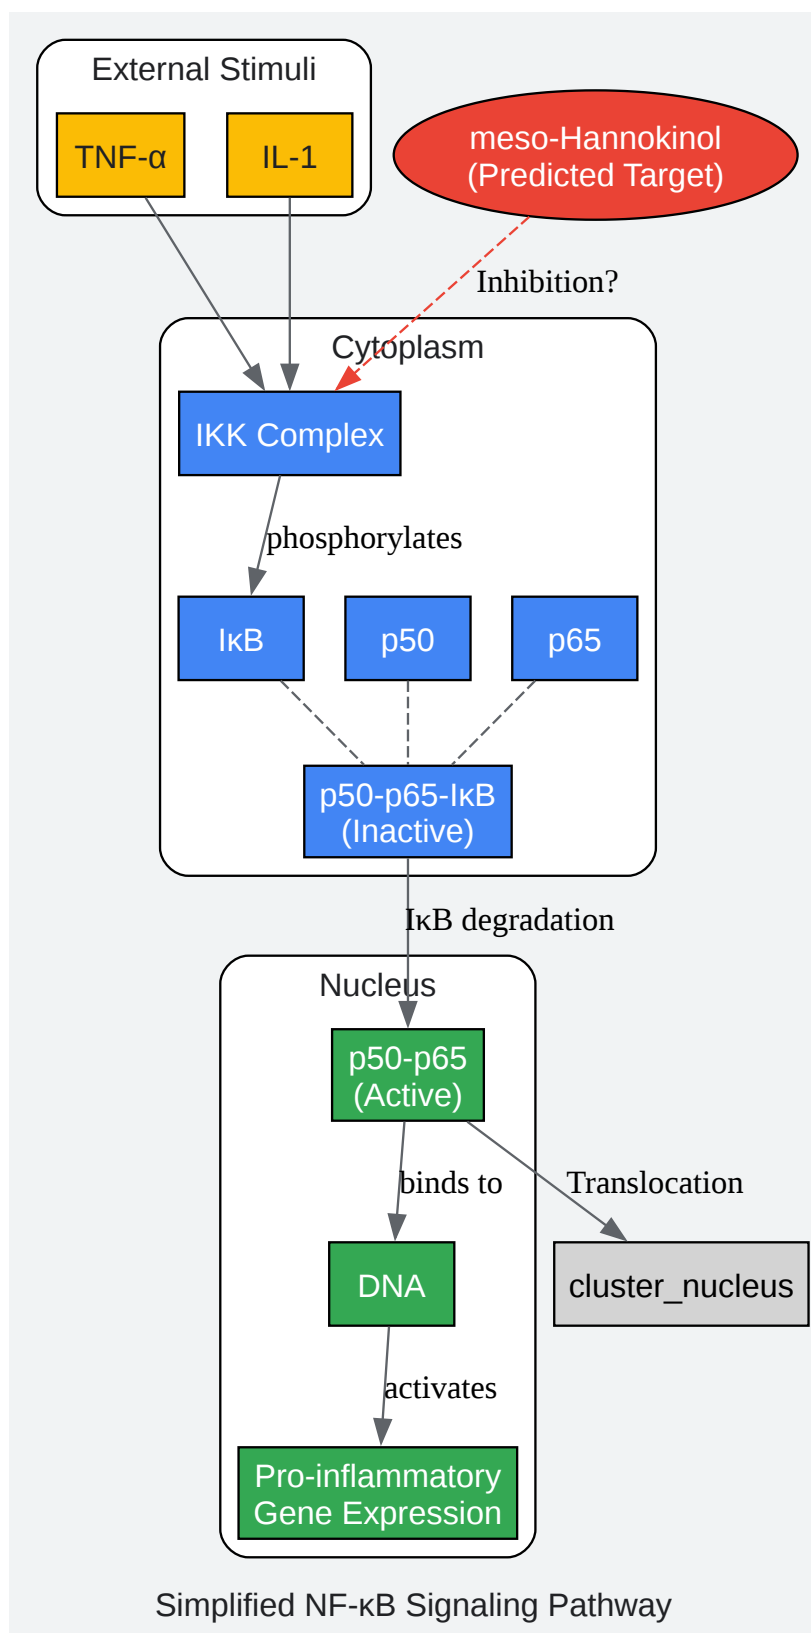 External Stimuli
TNF-α
IL-1
meso-Hannokinol
(Predicted Target)
Inhibition?
Cytoplasm
IKK Complex
phosphorylates
IκB
p50
p65
p50-p65-IκB
(Inactive)
IκB degradation
Nucleus
p50-p65
(Active)
binds to
Translocation
DNA
cluster_nucleus
activates
Pro-inflammatory
Gene Expression
Simplified NF-κB Signaling Pathway